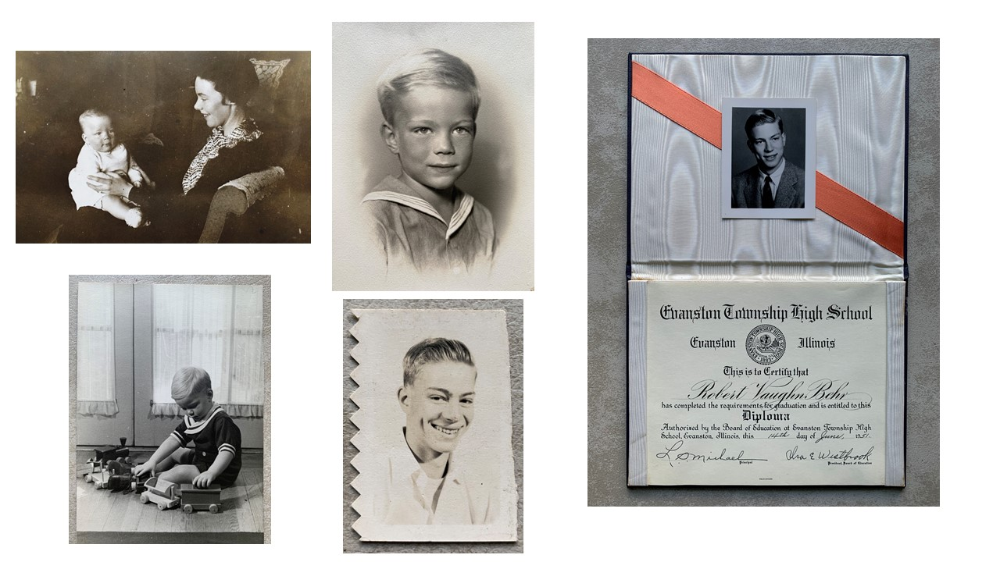 Evanston Township High School
Evanston Illinois
This is to Certify that
Robert Vaughn Behr
has completed the requirements for graduation and is entitled to this
Diploma
Authorized by the Board of Education at Evanston Township High
School, Evanston, Illinois, this 14th day of June, 1951.
L S Michael Ira E Westbrook
Principal President, Board of Education